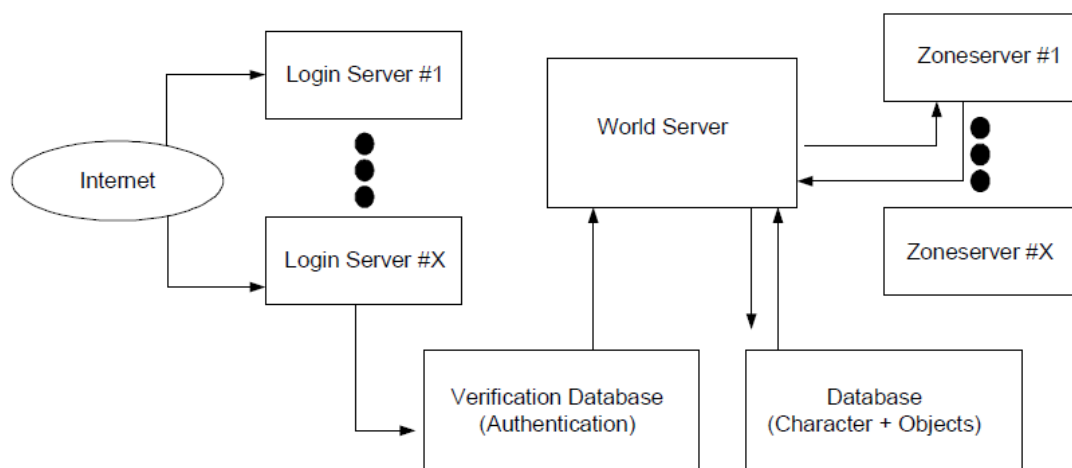 Login Server #1
Internet
Login Server #X
World Server
Zoneserver #1
Zoneserver #X
Verification Database
(Authentication)
Database
(Character + Objects)